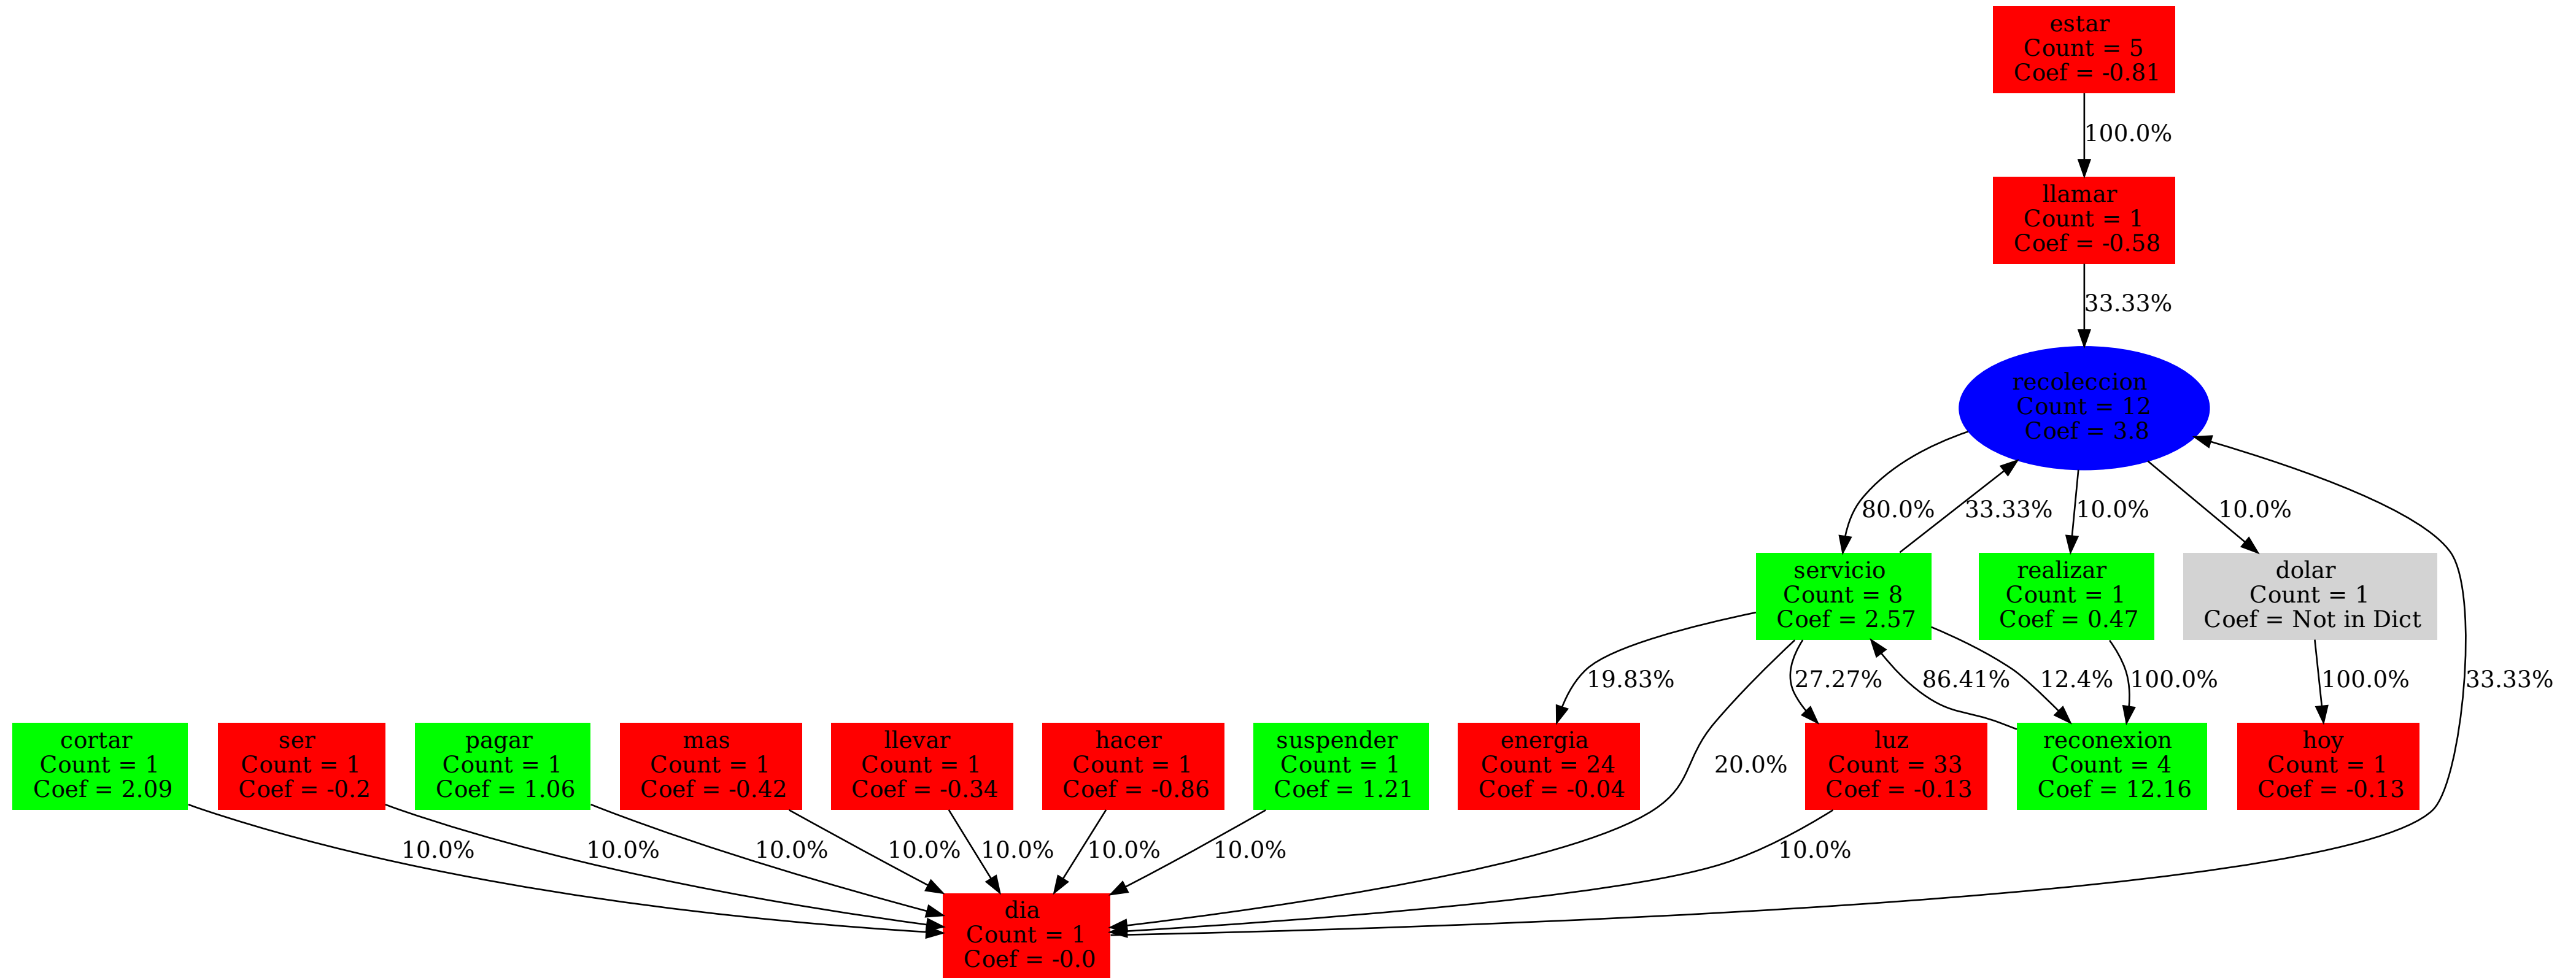 estar
Count = 5
Coef = -0.81
100.0%
llamar
Count = 1
Coef = -0.58
33.33%
recoleccion
Count = 12
Coef = 3.8
80.0%
33.33%
10.0%
10.0%
servicio
Count = 8
Coef = 2.57
realizar
Count = 1
Coef = 0.47
dolar
Count = 1
Coef = Not in Dict
19.83%
27.27%
86.41%
12.4%
100.0%
100.0%
33.33%
cortar
Count = 1
Coef = 2.09
ser
Count = 1
Coef = -0.2
pagar
Count = 1
Coef = 1.06
mas
Count = 1
Coef = -0.42
llevar
Count = 1
Coef = -0.34
hacer
Count = 1
Coef = -0.86
suspender
Count = 1
Coef = 1.21
energia
Count = 24
Coef = -0.04
20.0%
luz
Count = 33
Coef = -0.13
reconexion
Count = 4
Coef = 12.16
hoy
Count = 1
Coef = -0.13
10.0%
10.0%
10.0%
10.0%
10.0%
10.0%
10.0%
10.0%
dia
Count = 1
Coef = -0.0